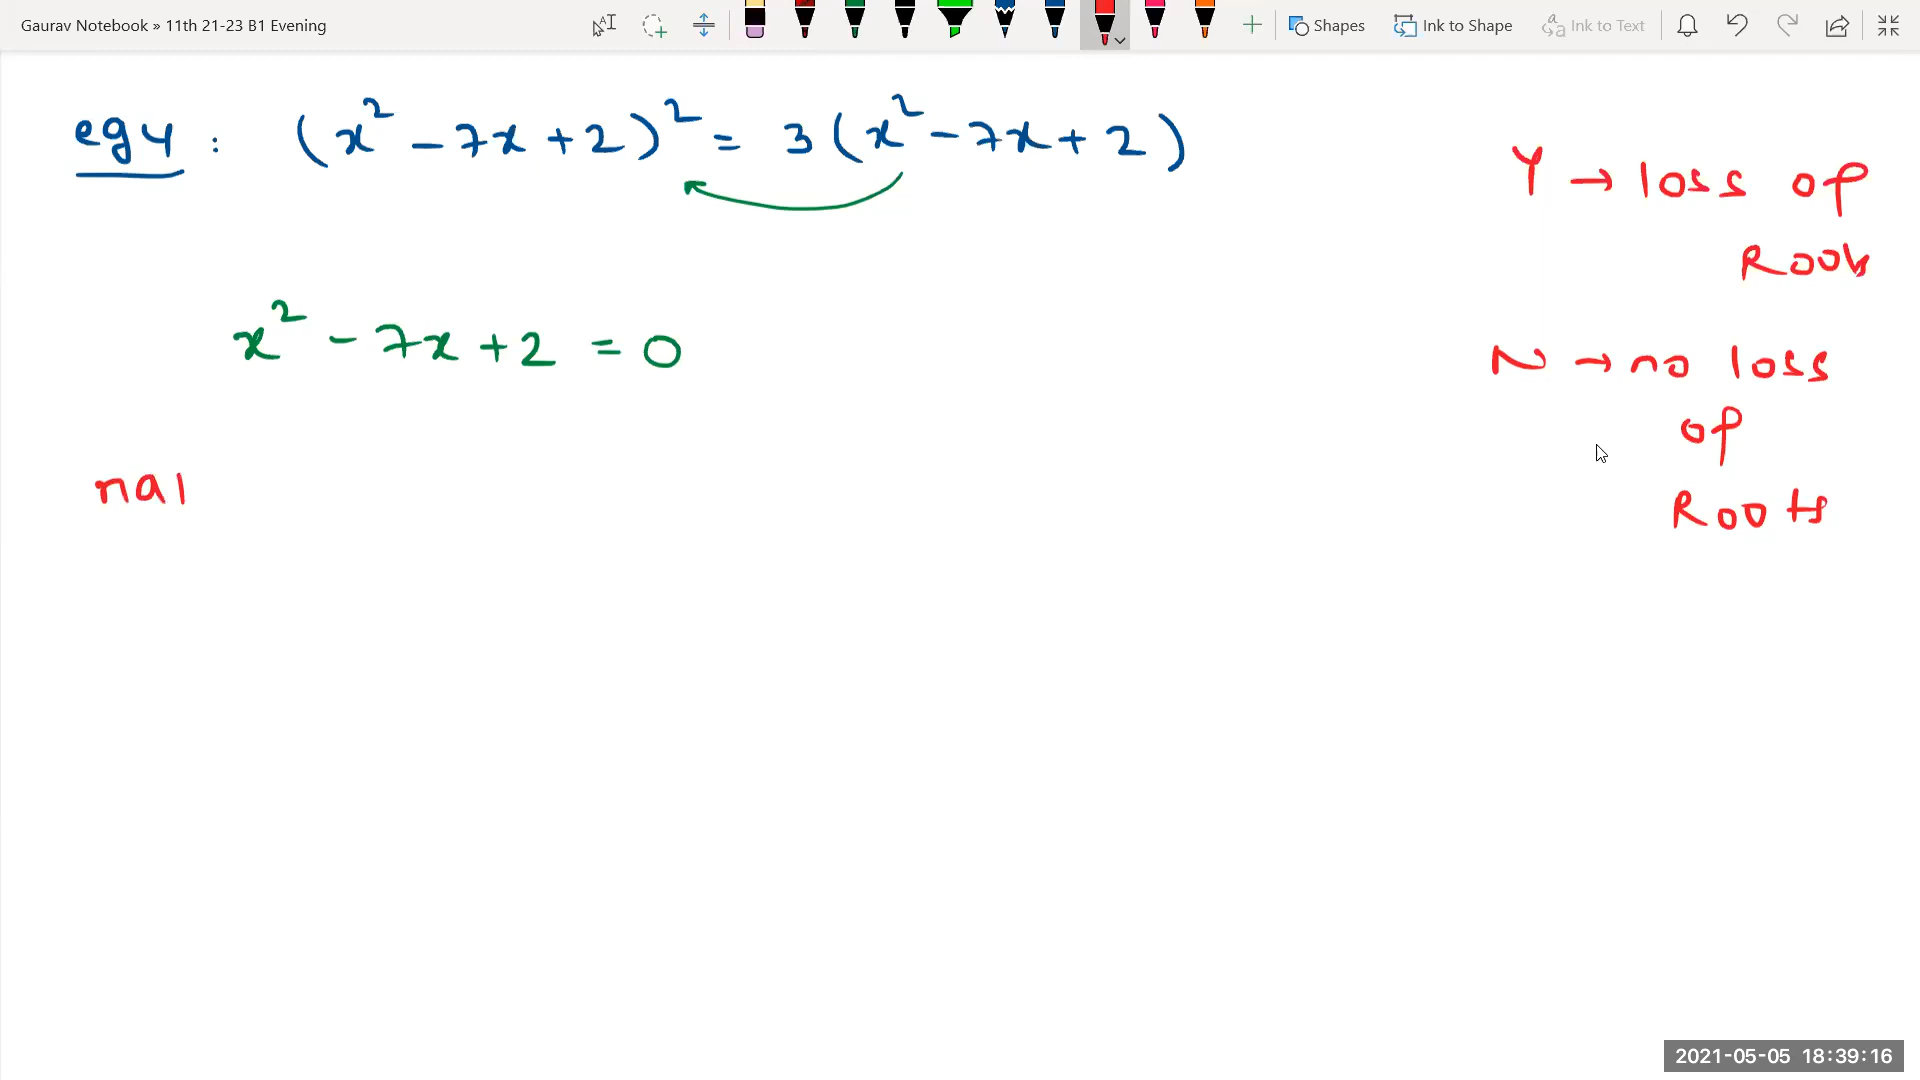 Gaurav Notebook » 11th 21-23 B1 Evening
Shapes
Ink to Shape
Ink to Text
eg 4 : (x² - 7x + 2)² = 3(x² - 7x + 2)
x² - 7x + 2 = 0
nal
Y → loss of
Roots
N → no loss
of
Roots
2021-05-05 18:39:16